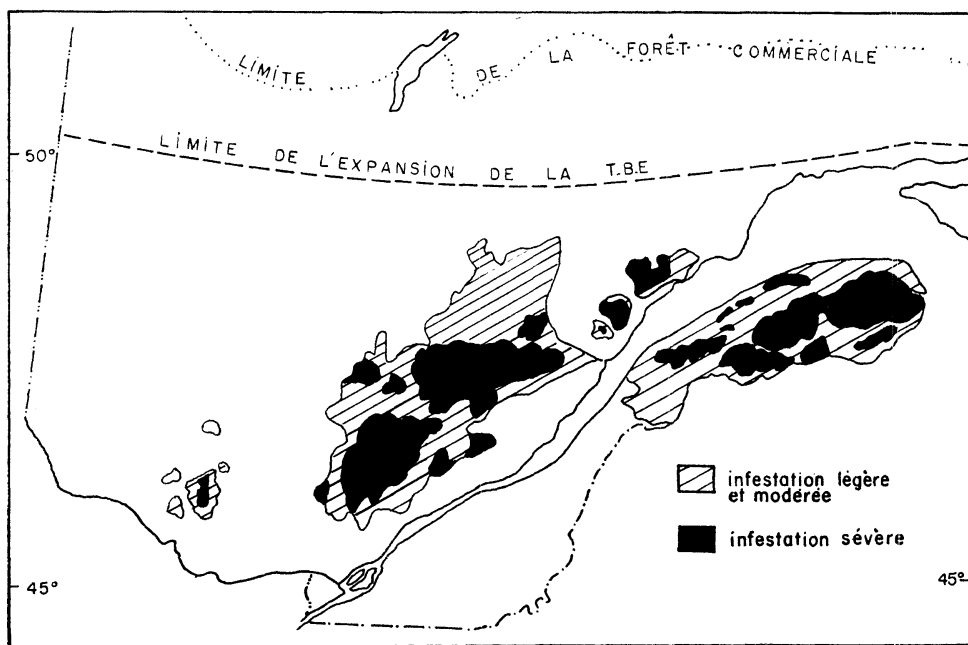 LIMITE DE LA FORÊT COMMERCIALE
LIMITE DE L'EXPANSION DE LA T.B.E
50°
infestation légère
et modérée
infestation sévère
45°
45°